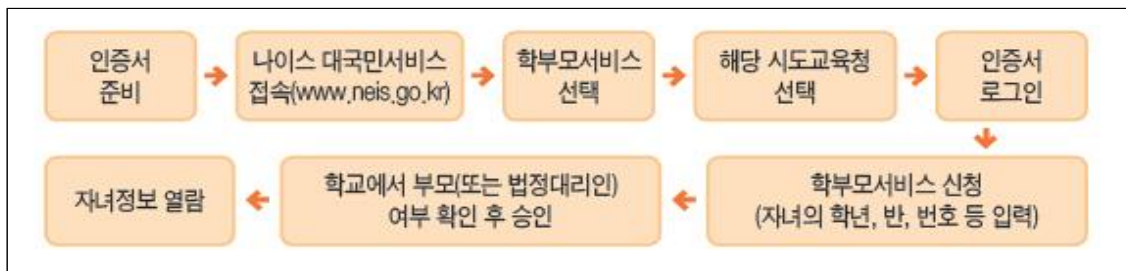 인증서
준비
나이스 대국민서비스
접속(www.neis.go.kr)
학부모서비스
선택
해당 시도교육청
선택
인증서
로그인
학부모서비스 신청
(자녀의 학년, 반, 번호 등 입력)
학교에서 부모(또는 법정대리인)
여부 확인 후 승인
자녀정보 열람